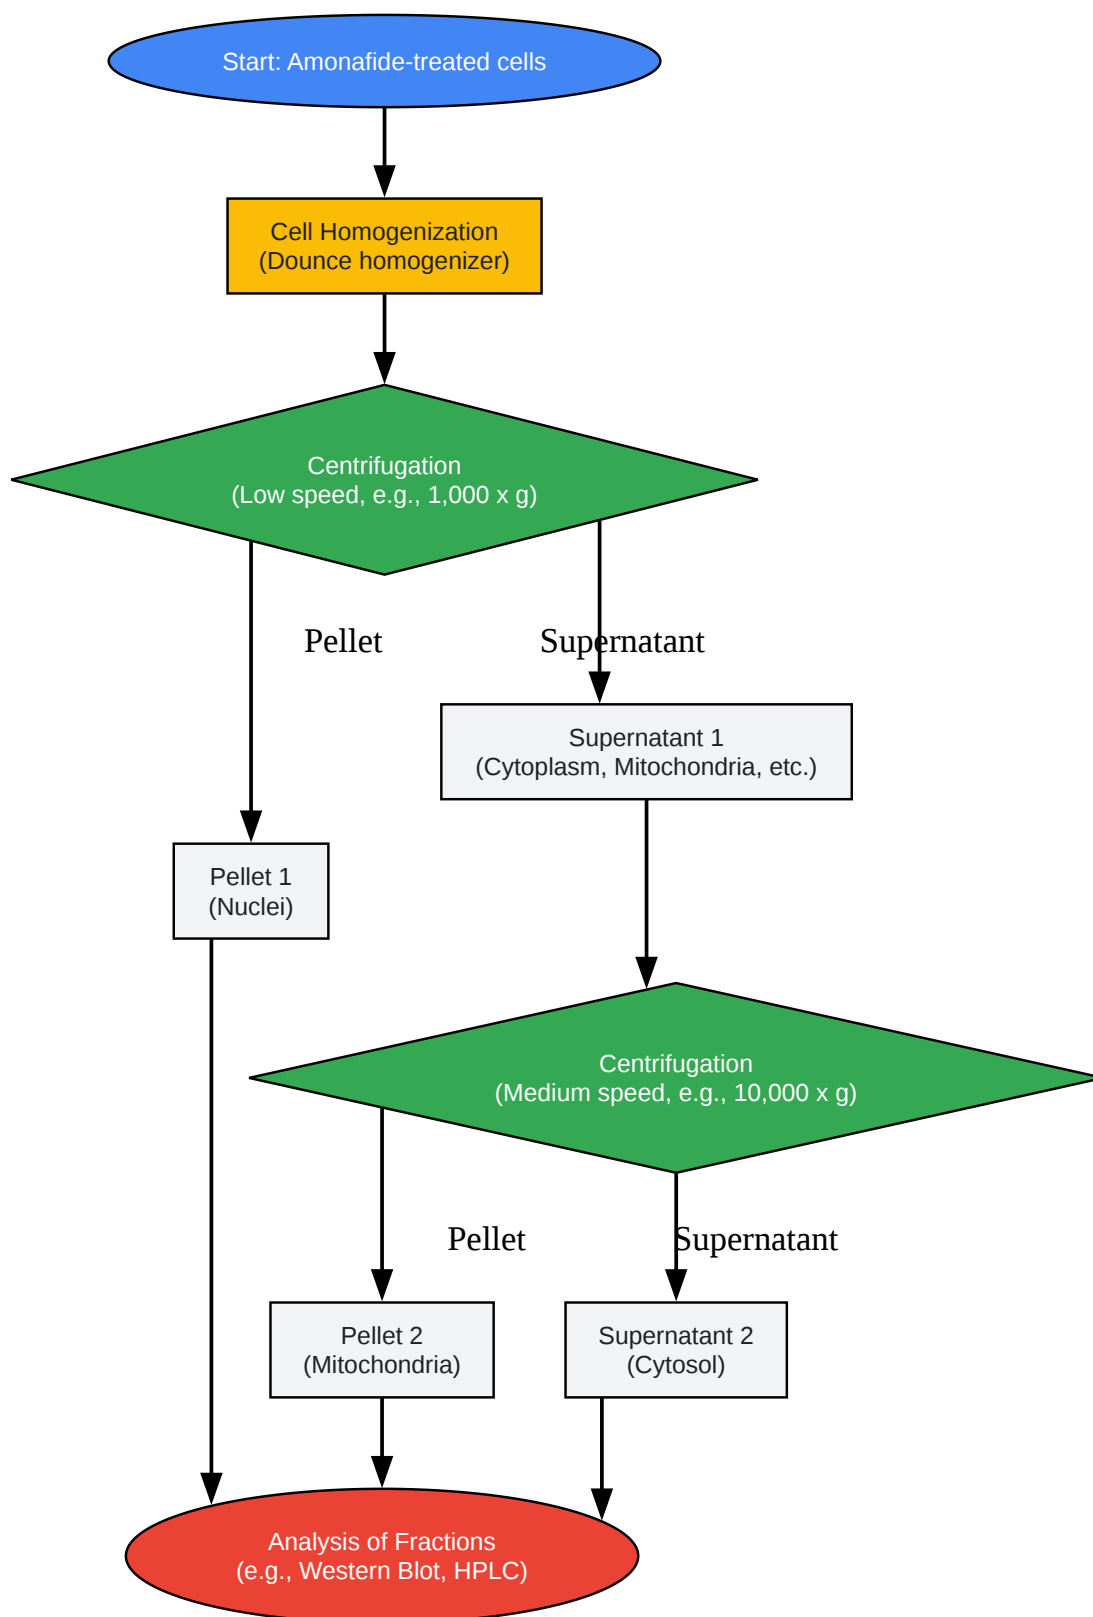 Start: Amonafide-treated cells
Cell Homogenization
(Dounce homogenizer)
Centrifugation
(Low speed, e.g., 1,000 x g)
Pellet
Supernatant
Supernatant 1
(Cytoplasm, Mitochondria, etc.)
Pellet 1
(Nuclei)
Centrifugation
(Medium speed, e.g., 10,000 x g)
Pellet
Supernatant
Pellet 2
(Mitochondria)
Supernatant 2
(Cytosol)
Analysis of Fractions
(e.g., Western Blot, HPLC)